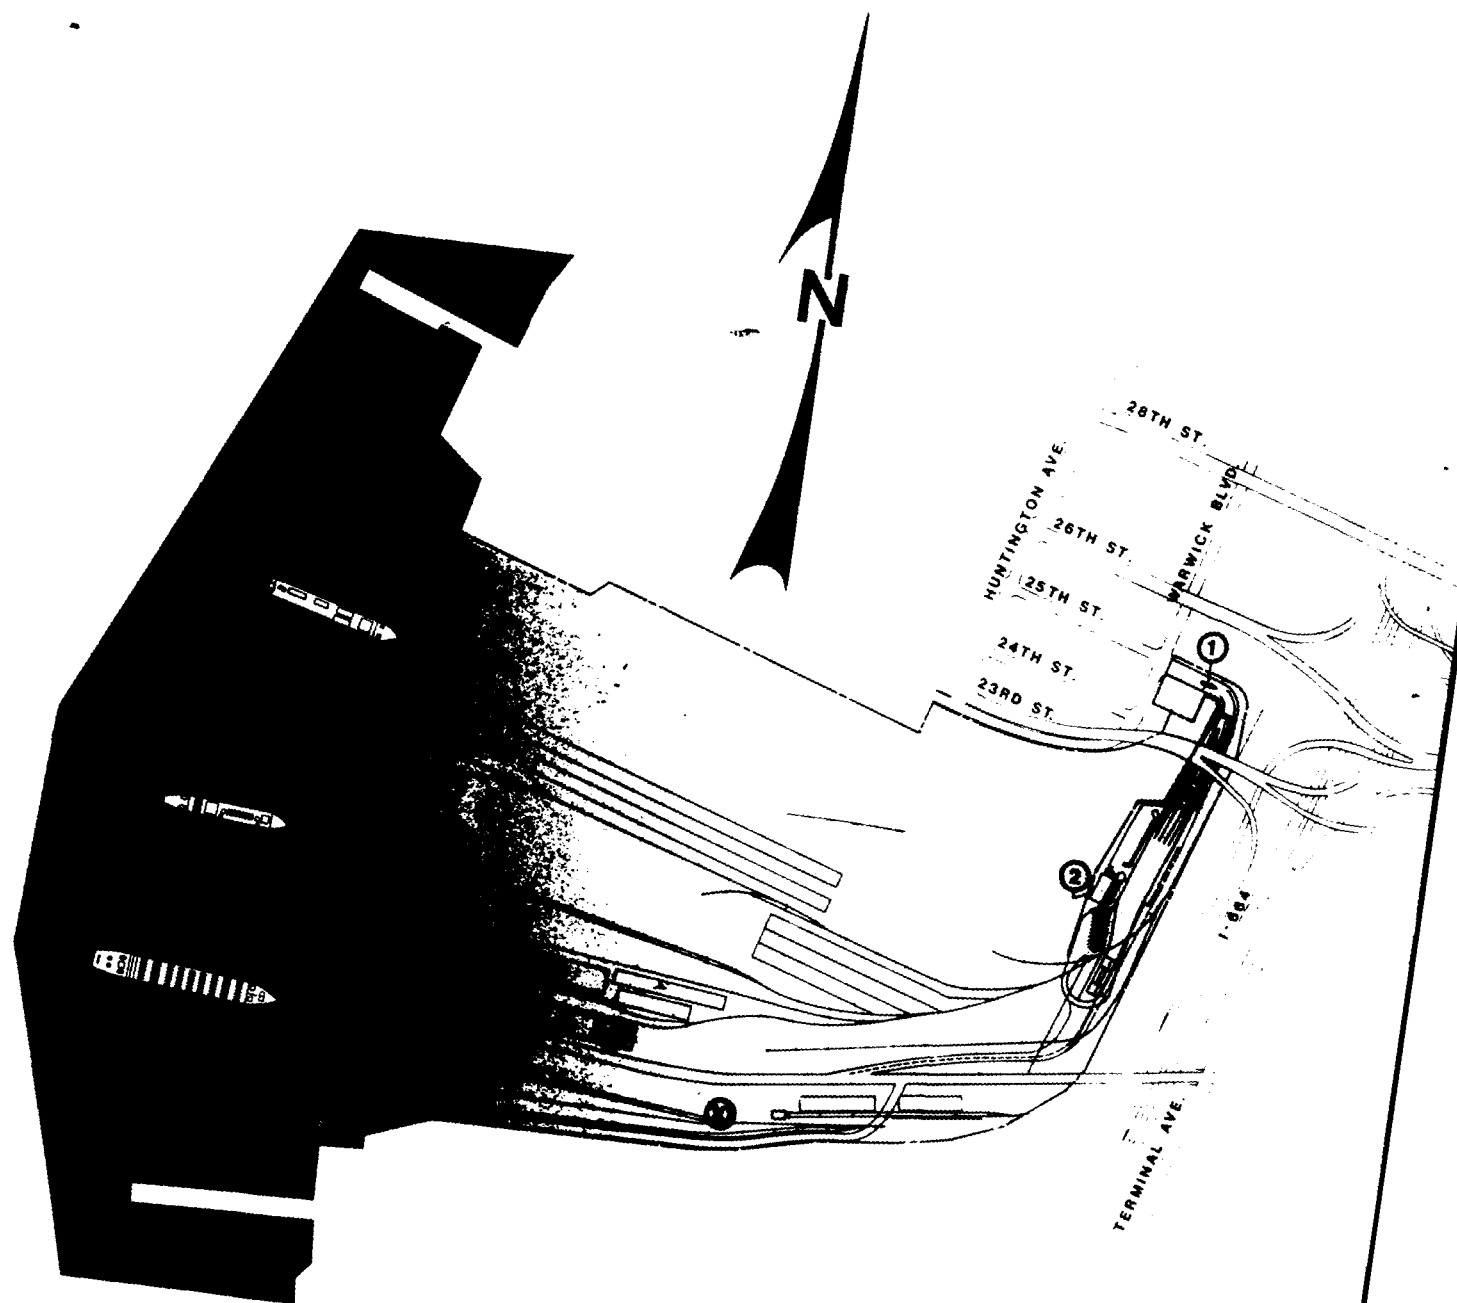 N
28TH ST.
HUNTINGTON AVE.
WARWICK BLVD.
26TH ST.
25TH ST.
24TH ST.
23RD ST.
1
2
I-664
TERMINAL AVE.